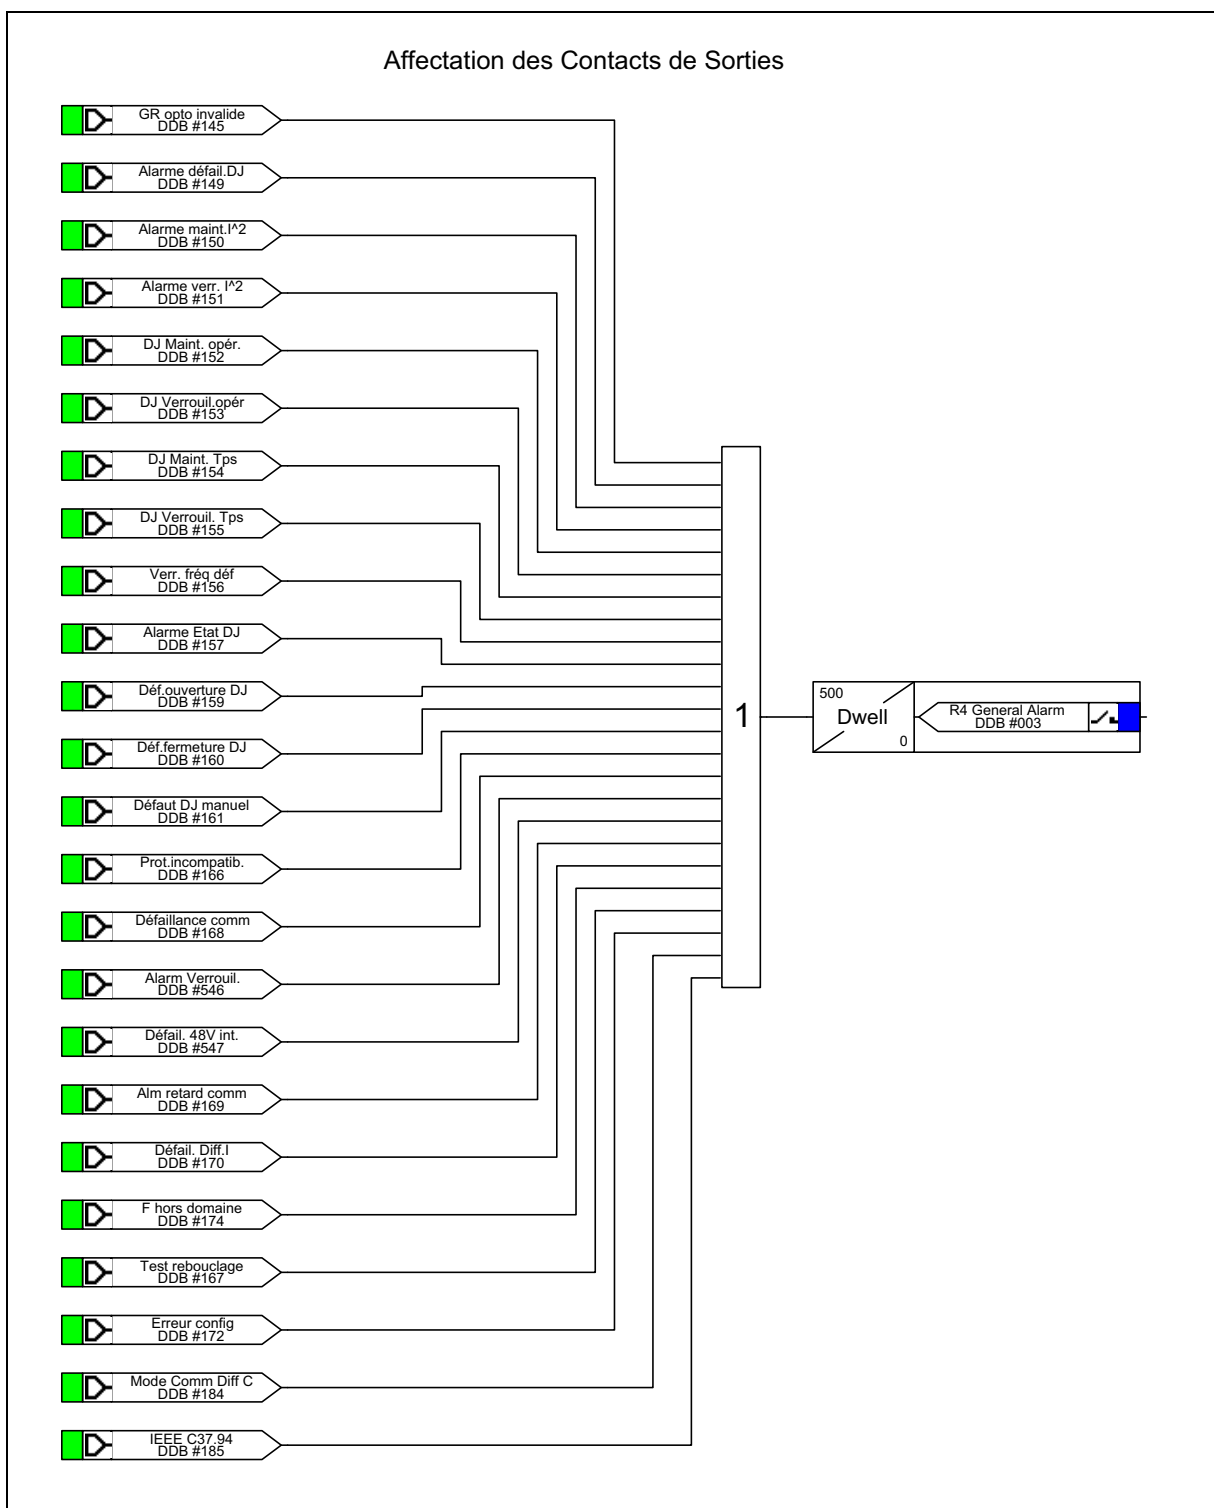 Affectation des Contacts de Sorties
GR opto invalide
DDB #145
Alarme défail.DJ
DDB #149
Alarme maint.I^2
DDB #150
Alarme verr. I^2
DDB #151
DJ Maint. opér.
DDB #152
DJ Verrouil.opér
DDB #153
DJ Maint. Tps
DDB #154
DJ Verrouil. Tps
DDB #155
Verr. fréq déf
DDB #156
Alarme Etat DJ
DDB #157
Déf.ouverture DJ
DDB #159
Déf.fermeture DJ
DDB #160
Défaut DJ manuel
DDB #161
Prot.incompatib.
DDB #166
Défaillance comm
DDB #168
Alarm Verrouil.
DDB #546
Défail. 48V int.
DDB #547
Alm retard comm
DDB #169
Défail. Diff.I
DDB #170
F hors domaine
DDB #174
Test rebouclage
DDB #167
Erreur config
DDB #172
Mode Comm Diff C
DDB #184
IEEE C37.94
DDB #185
1
500
Dwell
0
R4 General Alarm
DDB #003